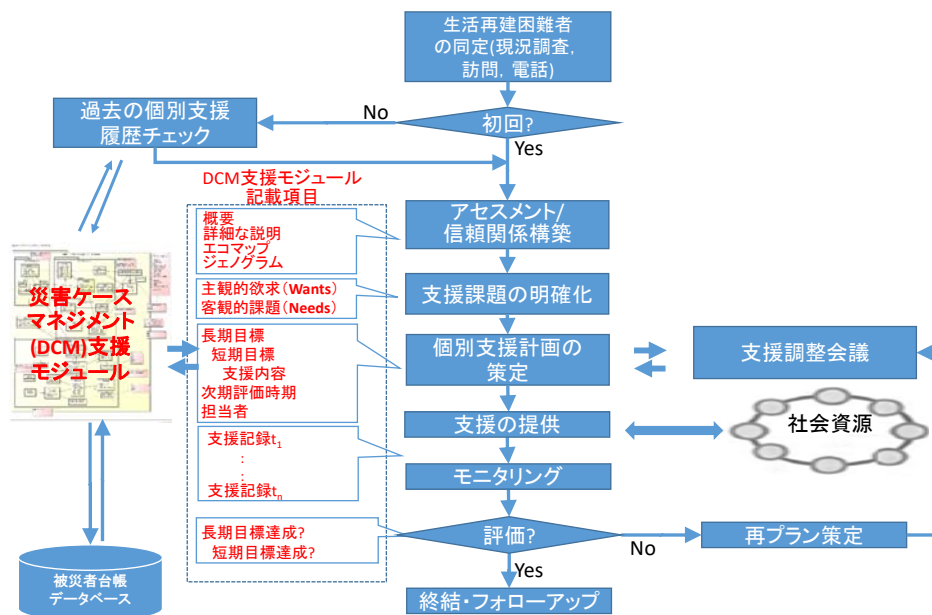 生活再建困難者
の同定(現況調査,
訪問, 電話)
過去の個別支援
履歴チェック
No
初回?
Yes
DCM支援モジュール
記載項目
概要
詳細な説明
エコマップ
ジェノグラム
アセスメント/
信頼関係構築
主観的欲求(Wants)
客観的課題(Needs)
支援課題の明確化
災害ケース
マネジメント
(DCM)支援
モジュール
長期目標
短期目標
支援内容
次期評価時期
担当者
個別支援計画の
策定
支援調整会議
支援の提供
社会資源
支援記録t1
:
:
支援記録tn
モニタリング
長期目標達成?
短期目標達成?
評価?
No
再プラン策定
Yes
被災者台帳
データベース
終結・フォローアップ